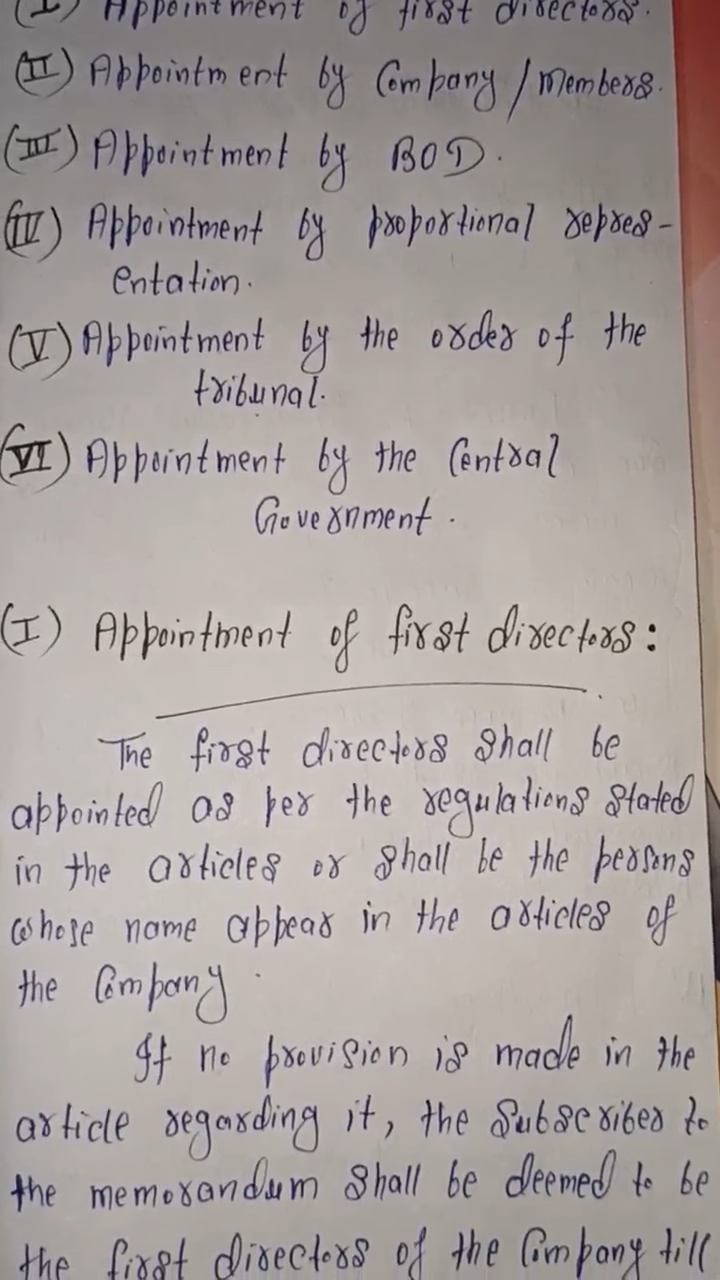 (I) Appointment of first directors.
(II) Appointment by Company / members.
(III) Appointment by BOD.
(IV) Appointment by proportional repres-
entation.
(V) Appointment by the order of the
tribunal.
(VI) Appointment by the Central
Government.
(I) Appointment of first directors:
The first directors shall be
appointed as per the regulations stated
in the articles or shall be the persons
whose name appear in the articles of
the Company.
If no provision is made in the
article regarding it, the subscriber to
the memorandum shall be deemed to be
the first directors of the Company till